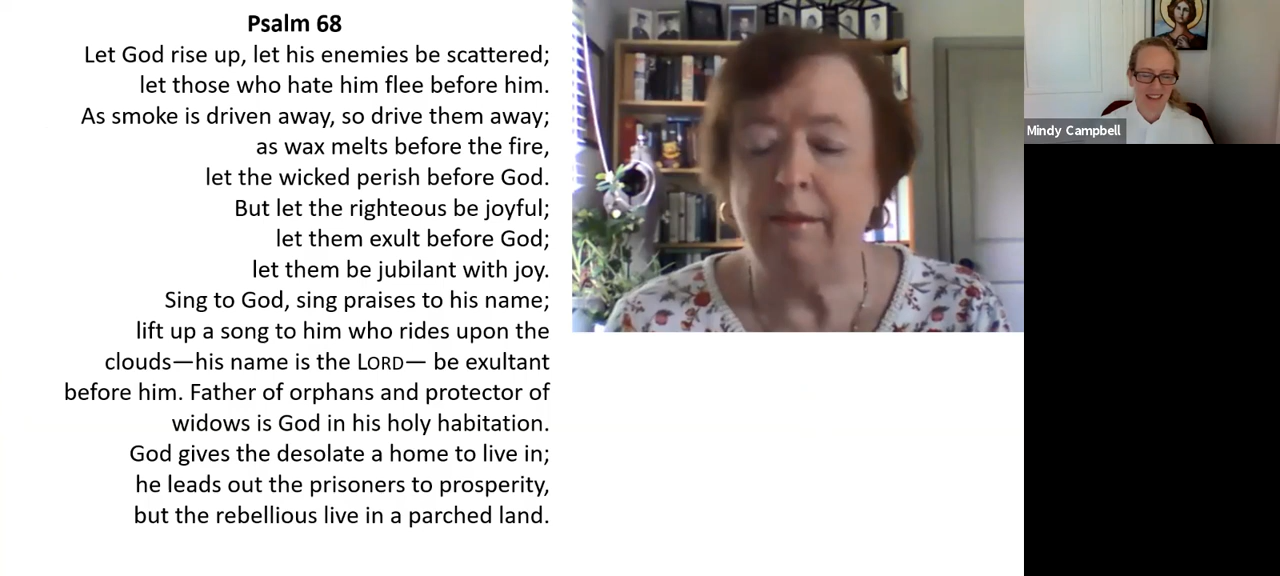 Psalm 68
Let God rise up, let his enemies be scattered;
let those who hate him flee before him.
As smoke is driven away, so drive them away;
as wax melts before the fire,
let the wicked perish before God.
But let the righteous be joyful;
let them exult before God;
let them be jubilant with joy.
Sing to God, sing praises to his name;
lift up a song to him who rides upon the
clouds—his name is the LORD— be exultant
before him. Father of orphans and protector of
widows is God in his holy habitation.
God gives the desolate a home to live in;
he leads out the prisoners to prosperity,
but the rebellious live in a parched land.
Mindy Campbell